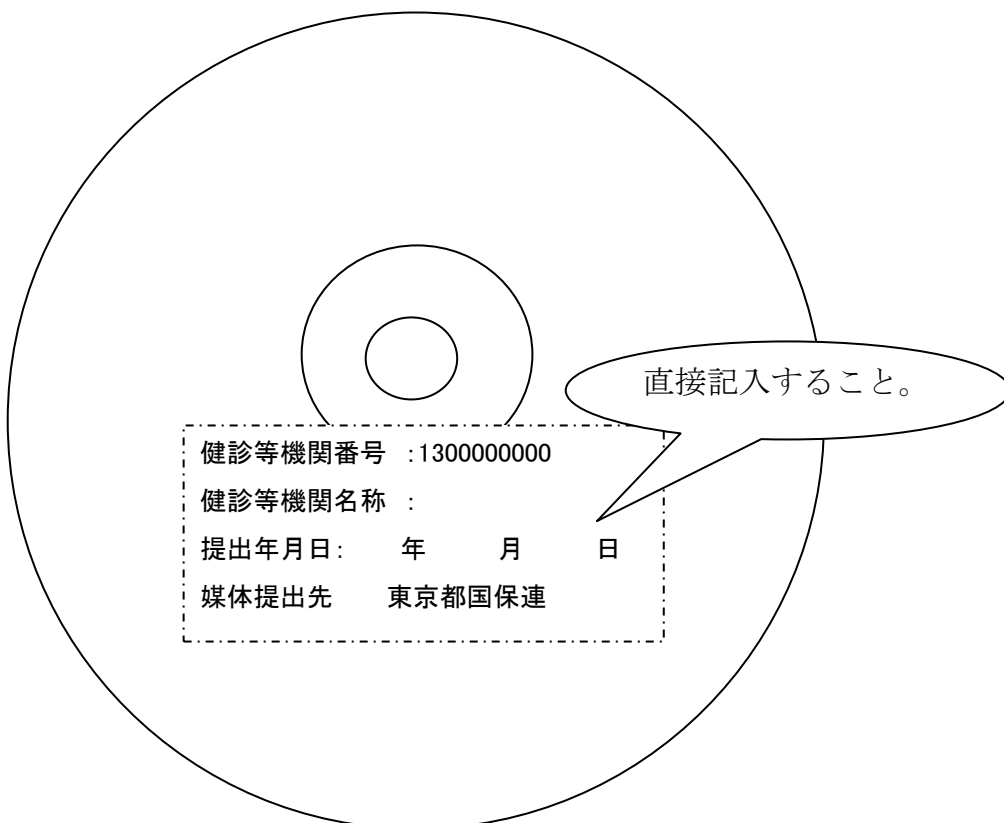 直接記入すること。
健診等機関番号 :1300000000
健診等機関名称 :
提出年月日: 年 月 日
媒体提出先 東京都国保連